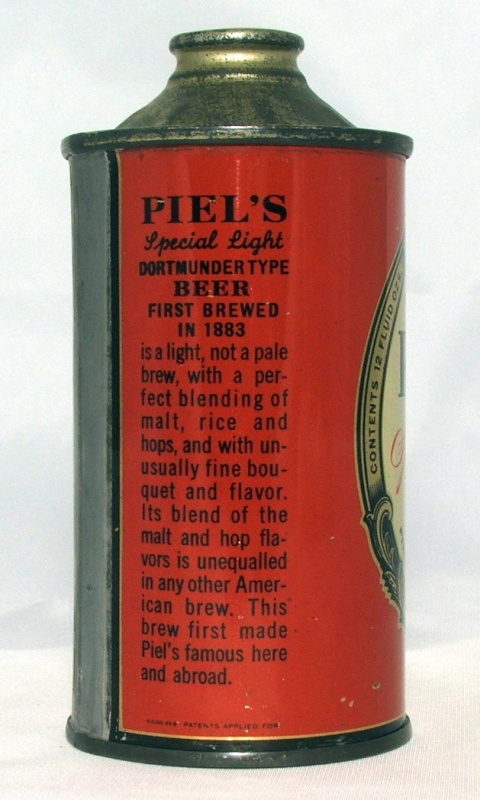 PIEL'S
Special Light
DORTMUNDER TYPE
BEER
FIRST BREWED
IN 1883
is a light, not a pale
brew, with a per-
fect blending of
malt, rice and
hops, and with un-
usually fine bou-
quet and flavor.
Its blend of the
malt and hop fla-
vors is unequalled
in any other Amer-
ican brew. This
brew first made
Piel's famous here
and abroad.
PATENTS APPLIED FOR
CONTENTS 12 FLUID OZS.